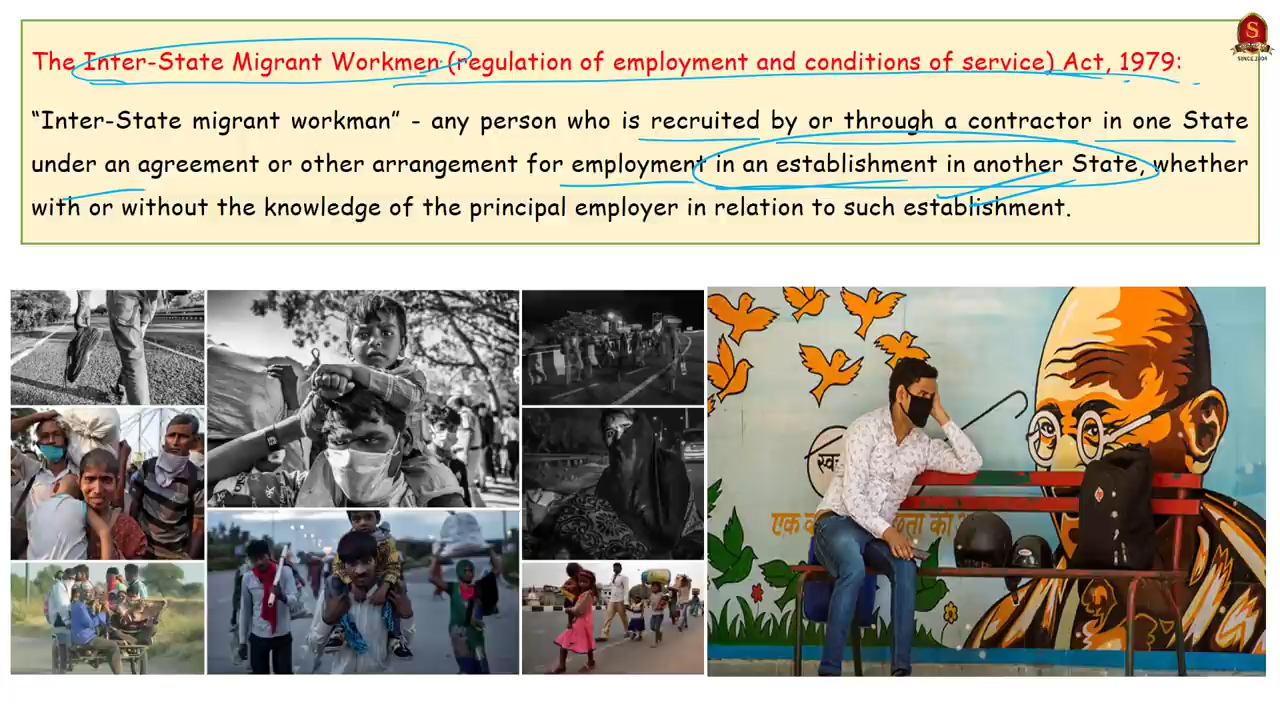 The Inter-State Migrant Workmen (regulation of employment and conditions of service) Act, 1979:
“Inter-State migrant workman” - any person who is recruited by or through a contractor in one State
under an agreement or other arrangement for employment in an establishment in another State, whether
with or without the knowledge of the principal employer in relation to such establishment.
S
SINCE 2004
स्व
एक
की